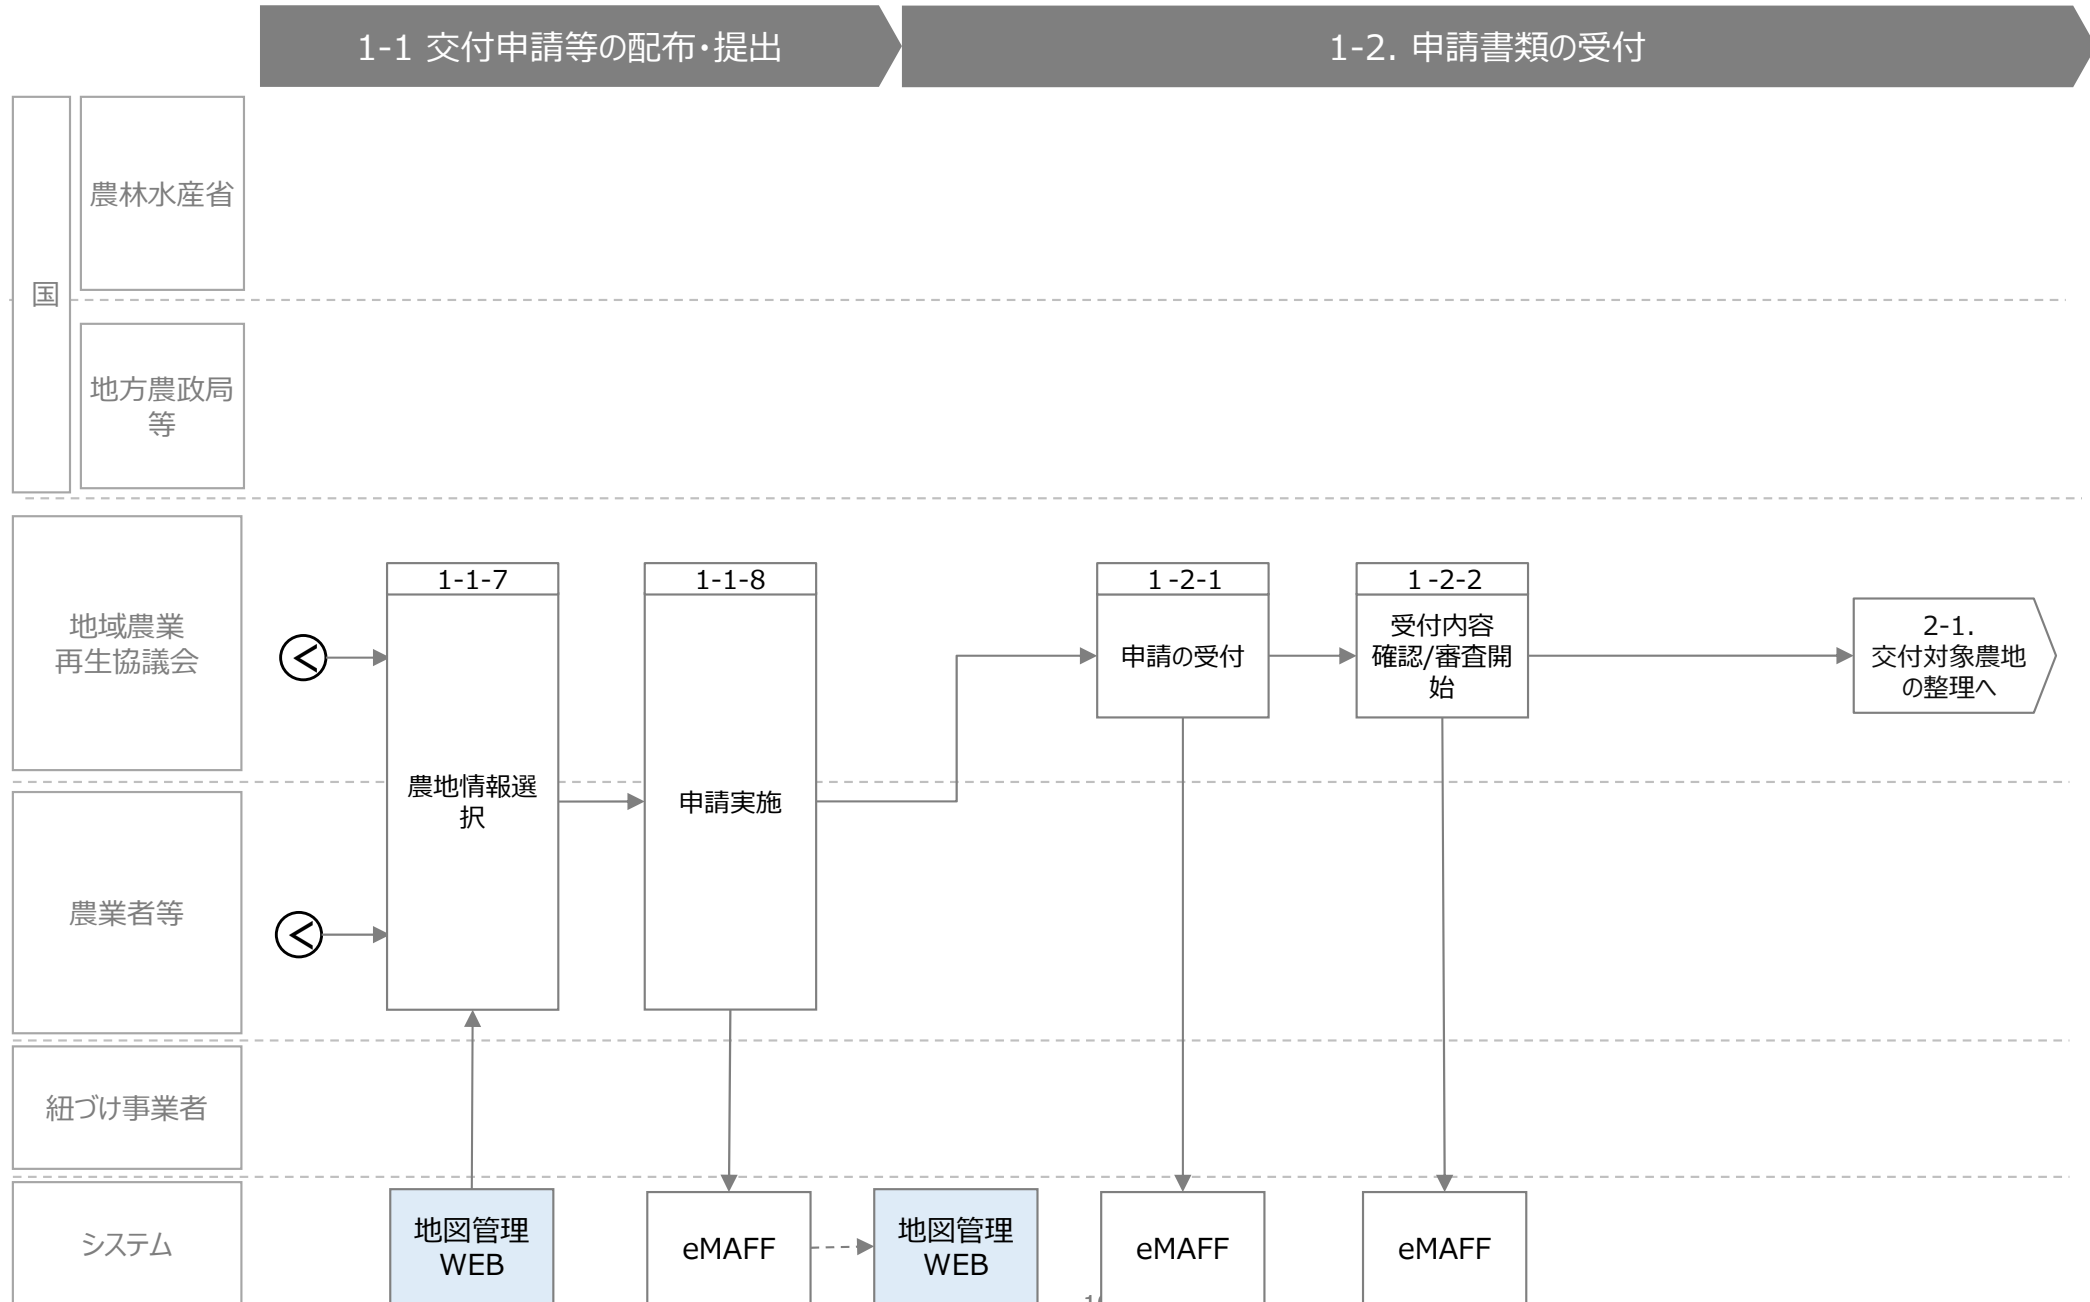 1-1 交付申請等の配布・提出
1-2. 申請書類の受付
国
農林水産省
地方農政局
等
地域農業
再生協議会
農業者等
紐づけ事業者
システム
1-1-7
農地情報選
択
1-1-8
申請実施
1-2-1
申請の受付
1-2-2
受付内容
確認/審査開
始
2-1.
交付対象農地
の整理へ
地図管理
WEB
eMAFF
地図管理
WEB
eMAFF
eMAFF